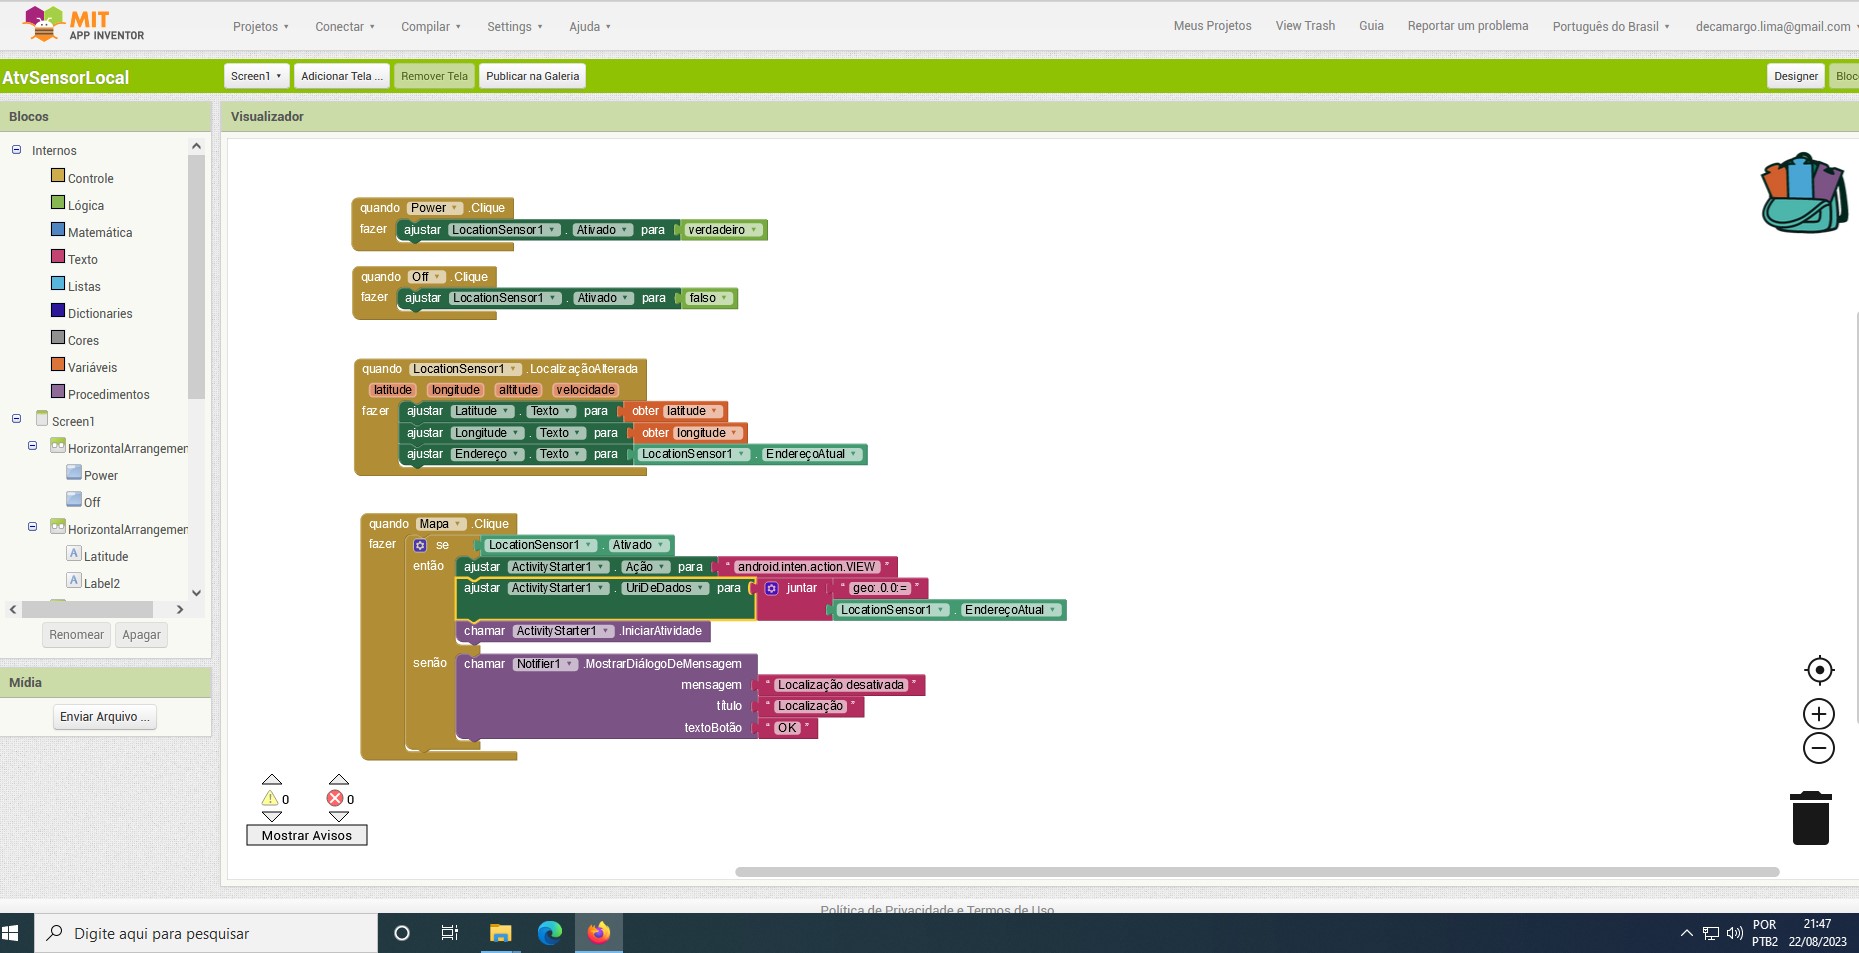 MIT
APP INVENTOR
Projetos
Conectar
Compilar
Settings
Ajuda
Meus Projetos
View Trash
Guia
Reportar um problema
Português do Brasil
decamargo.lima@gmail.com
AtvSensorLocal
Screen1
Adicionar Tela ...
Remover Tela
Publicar na Galeria
Designer
Bloc
Blocos
Visualizador
Internos
Controle
Lógica
Matemática
Texto
Listas
Dictionaries
Cores
Variáveis
Procedimentos
Screen1
HorizontalArrangemen
Power
Off
HorizontalArrangemen
Latitude
Label2
Renomear
Apagar
Mídia
Enviar Arquivo ...
quando Power .Clique
fazer ajustar LocationSensor1 . Ativado para verdadeiro
quando Off .Clique
fazer ajustar LocationSensor1 . Ativado para falso
quando LocationSensor1 .LocalizaçãoAlterada
latitude longitude altitude velocidade
fazer ajustar Latitude . Texto para obter latitude
ajustar Longitude . Texto para obter longitude
ajustar Endereço . Texto para LocationSensor1 . EndereçoAtual
quando Mapa .Clique
fazer se LocationSensor1 . Ativado
então ajustar ActivityStarter1 . Ação para “ android.inten.action.VIEW ”
ajustar ActivityStarter1 . UriDeDados para juntar “ geo:.0.0:= ”
LocationSensor1 . EndereçoAtual
chamar ActivityStarter1 .IniciarAtividade
senão chamar Notifier1 .MostrarDiálogoDeMensagem
mensagem “ Localização desativada ”
título “ Localização ”
textoBotão “ OK ”
0
0
Mostrar Avisos
Política de Privacidade e Termos de Uso
Digite aqui para pesquisar
POR
PTB2
21:47
22/08/2023